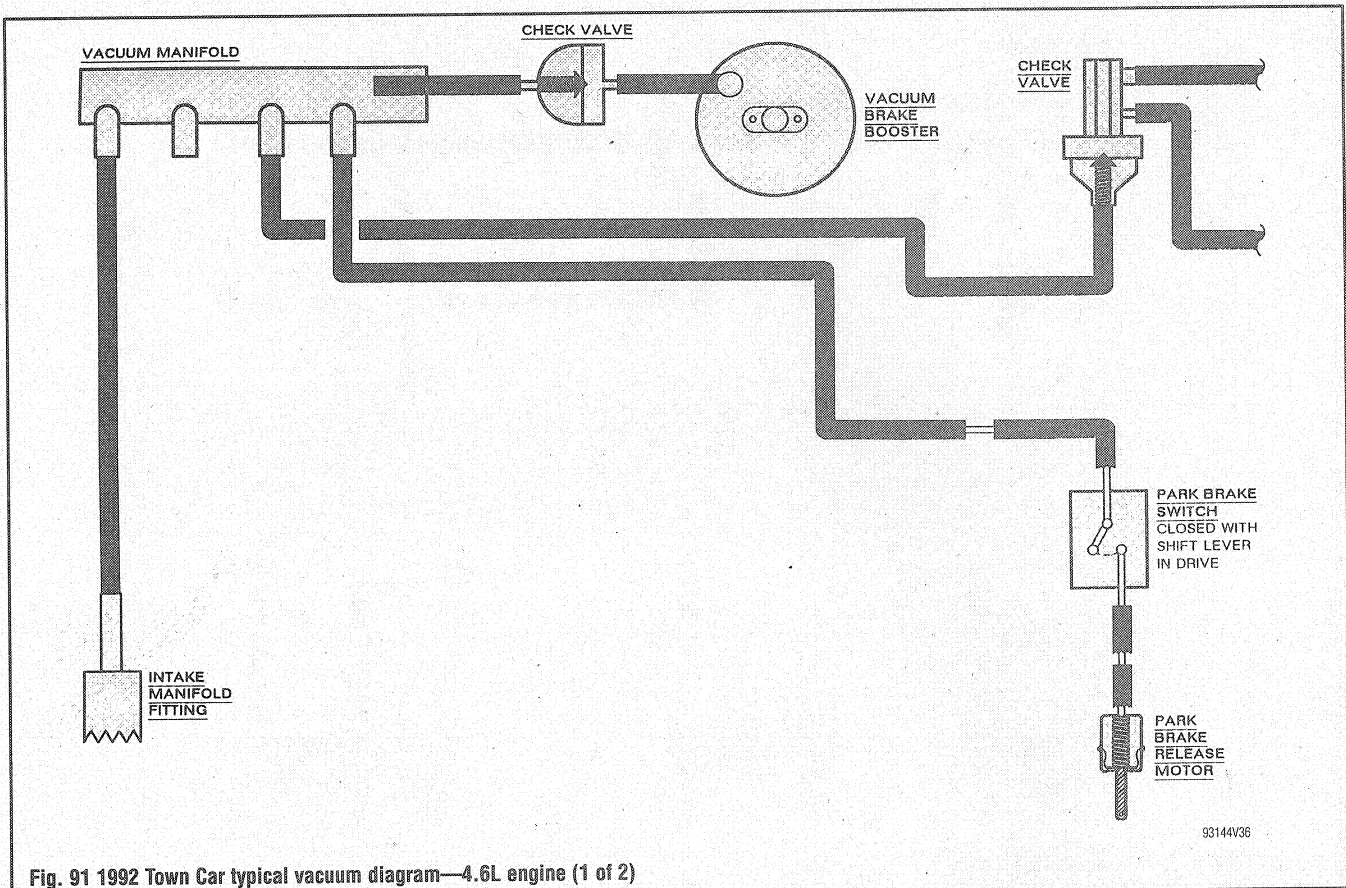 VACUUM MANIFOLD
CHECK VALVE
VACUUM
BRAKE
BOOSTER
CHECK
VALVE
PARK BRAKE
SWITCH
CLOSED WITH
SHIFT LEVER
IN DRIVE
INTAKE
MANIFOLD
FITTING
PARK
BRAKE
RELEASE
MOTOR
93144V36
Fig. 91 1992 Town Car typical vacuum diagram—4.6L engine (1 of 2)